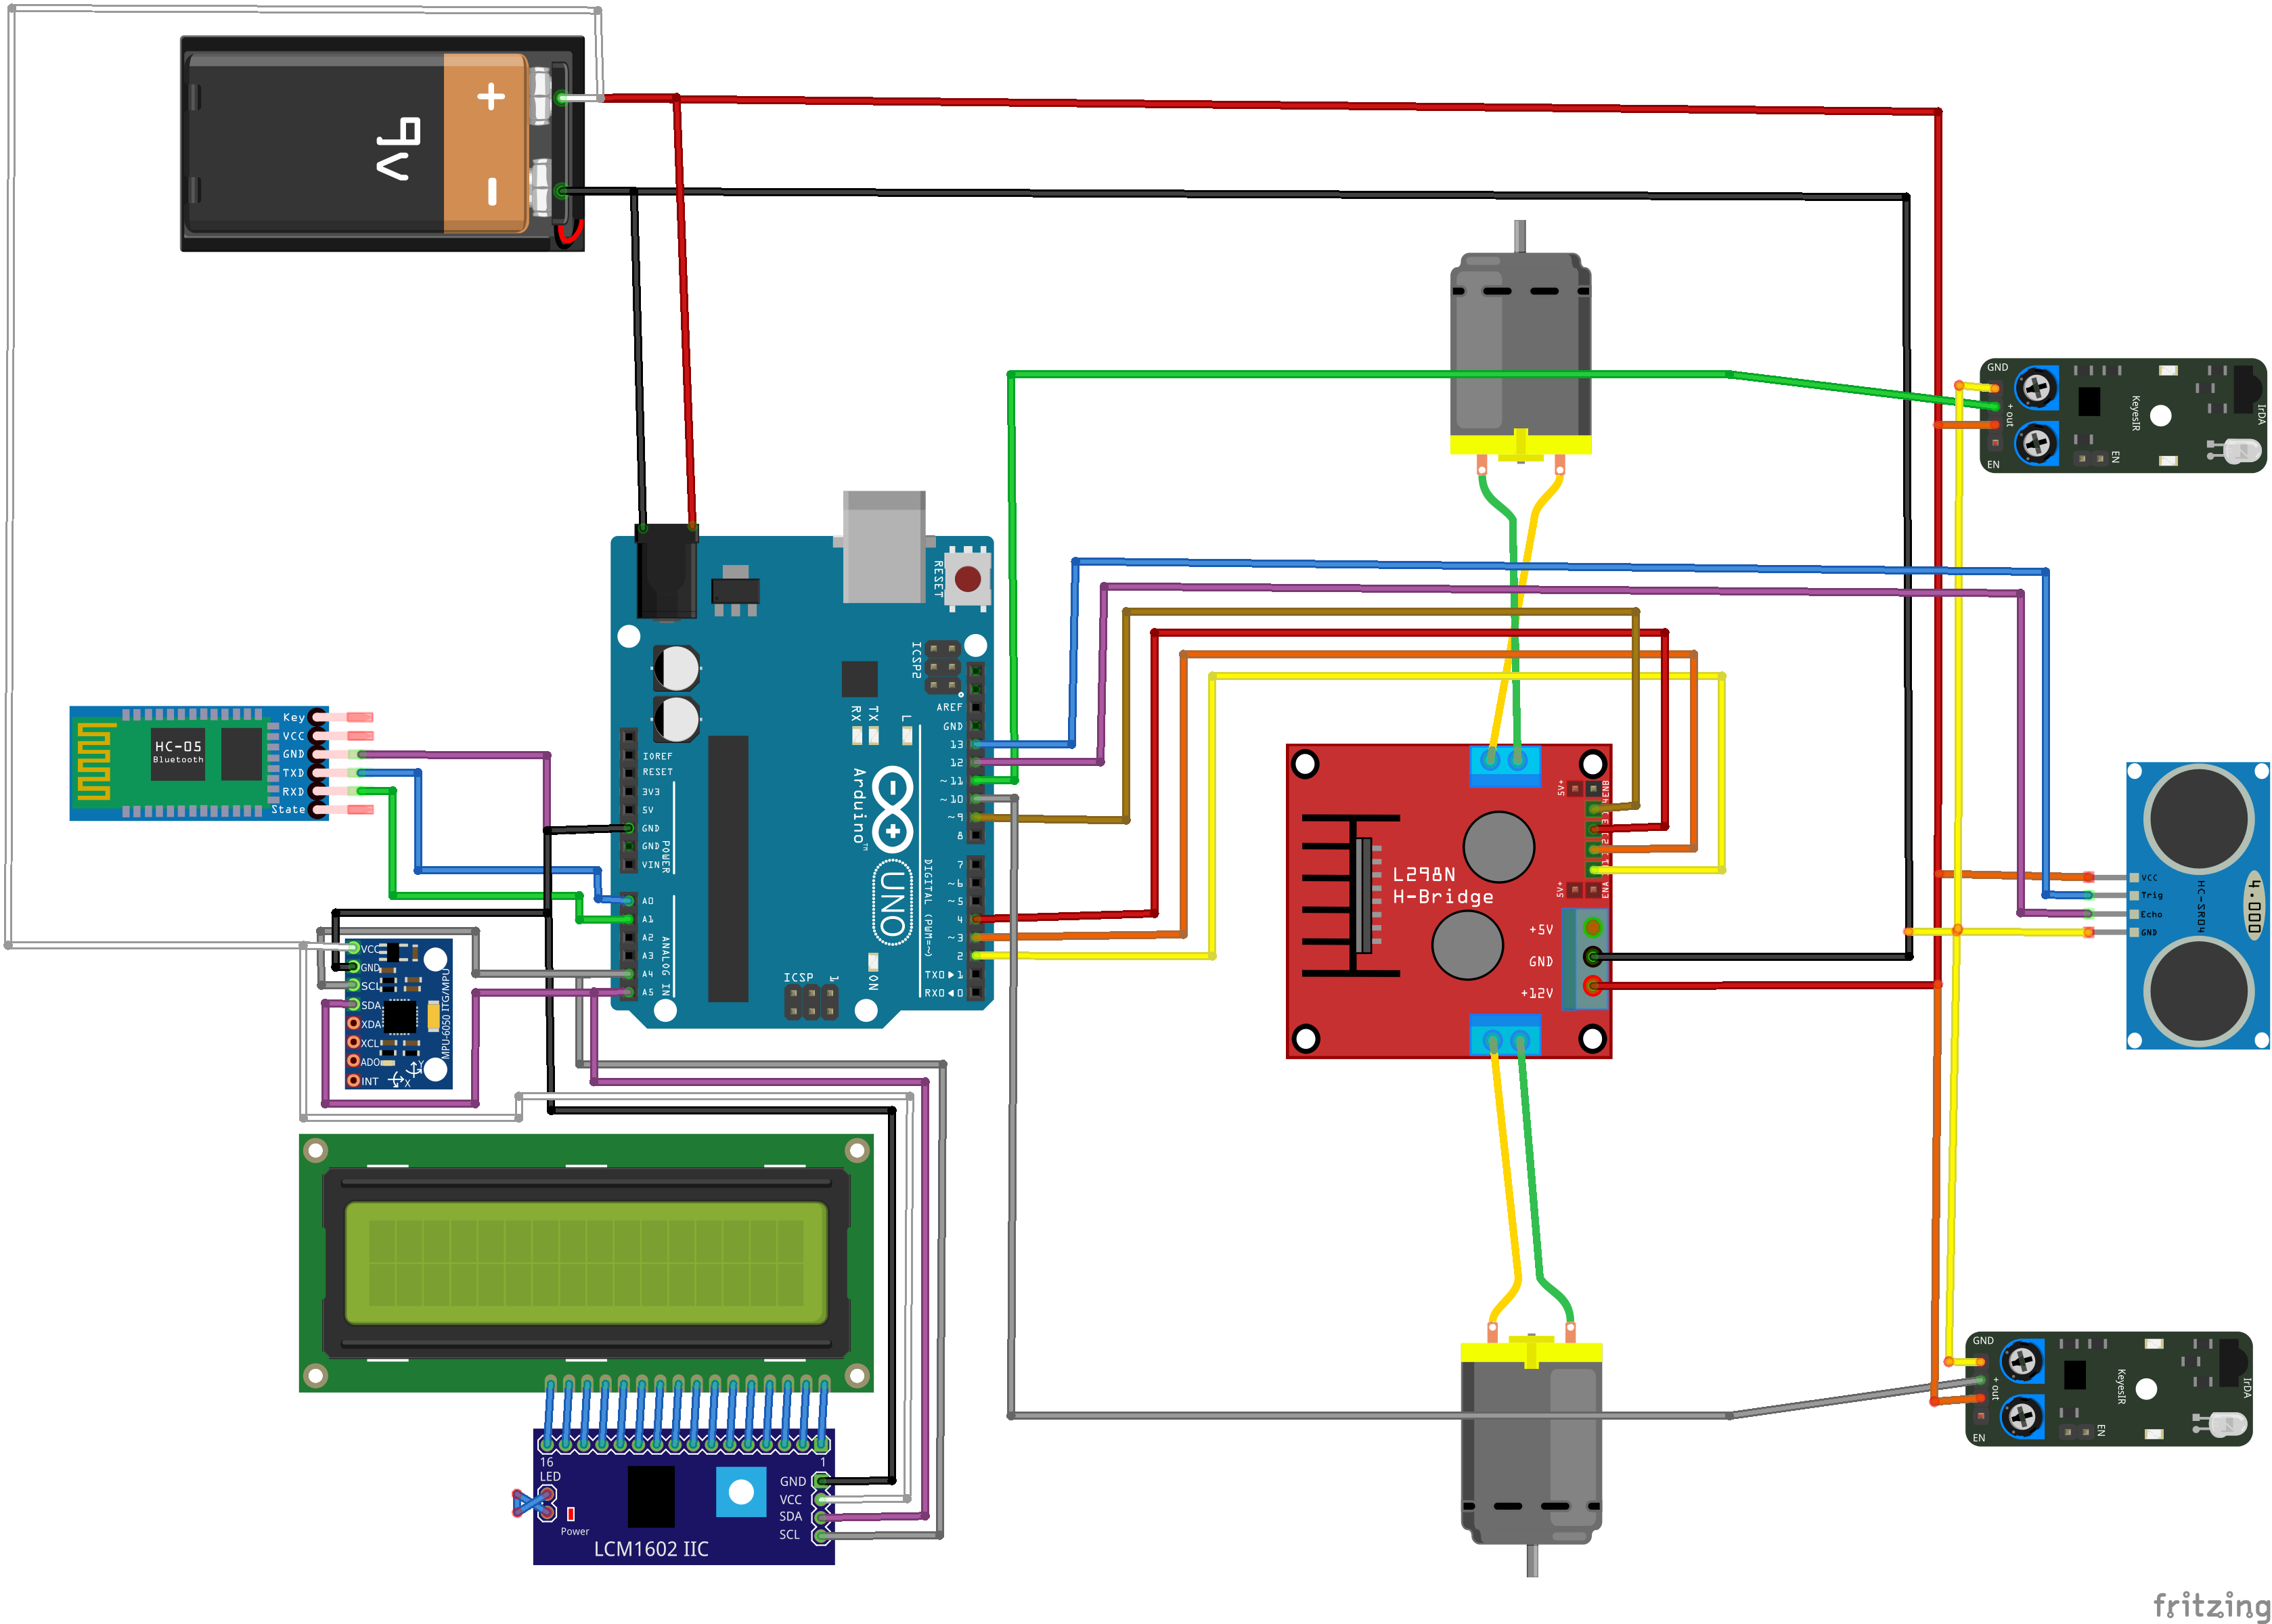 +
9V
−
GND
+
out
EN
EN
KeyesIR
IrDA
RESET
ICSP2
AREF
GND
13
12
~11
~10
~9
8
7
~6
~5
4
~3
2
TX0▶1
RX0◀0
DIGITAL (PWM=~)
RX
TX
L
Arduino™
UNO
ON
ICSP
1
IOREF
RESET
3V3
5V
GND
GND
VIN
POWER
A0
A1
A2
A3
A4
A5
ANALOG IN
HC-05
Bluetooth
Key
VCC
GND
TXD
RXD
State
VCC
GND
SCL
SDA
XDA
XCL
ADO
INT
MPU-6050 ITG/MPU
Y
X
5V+
ENB
L298N
H-Bridge
5V+
ENA
+5V
GND
+12V
VCC
Trig
Echo
GND
HC-SR04
4.000
GND
+
out
EN
EN
KeyesIR
IrDA
16
1
LED
Power
GND
VCC
SDA
SCL
LCM1602 IIC
fritzing